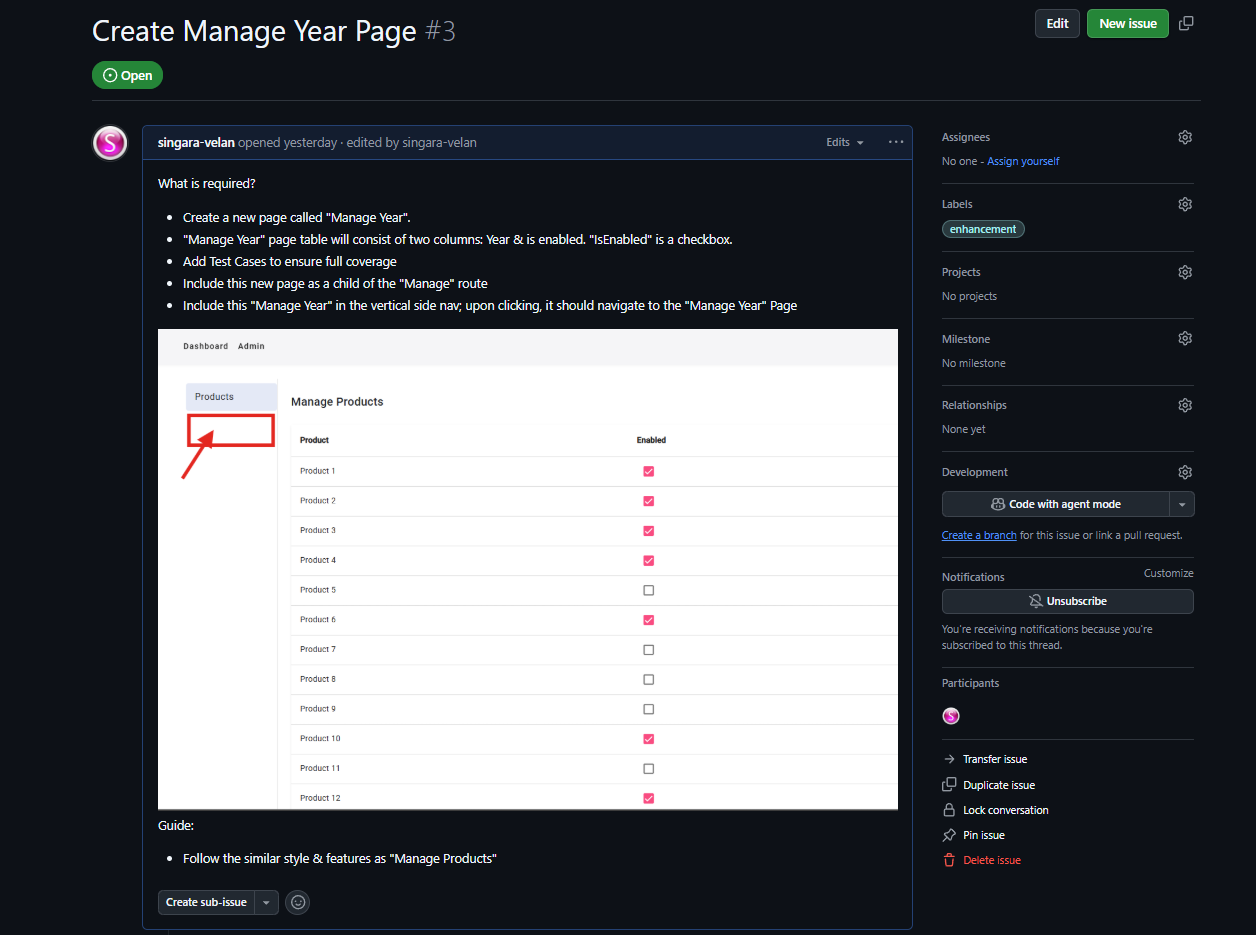 Create Manage Year Page #3
Edit
New issue
Open
S
singara-velan opened yesterday · edited by singara-velan
Edits
What is required?
• Create a new page called "Manage Year".
• "Manage Year" page table will consist of two columns: Year & is enabled. "IsEnabled" is a checkbox.
• Add Test Cases to ensure full coverage
• Include this new page as a child of the "Manage" route
• Include this "Manage Year" in the vertical side nav; upon clicking, it should navigate to the "Manage Year" Page
Dashboard Admin
Products
Manage Products
Product Enabled
Product 1
Product 2
Product 3
Product 4
Product 5
Product 6
Product 7
Product 8
Product 9
Product 10
Product 11
Product 12
Guide:
• Follow the similar style & features as "Manage Products"
Create sub-issue
Assignees
No one - Assign yourself
Labels
enhancement
Projects
No projects
Milestone
No milestone
Relationships
None yet
Development
Code with agent mode
Create a branch for this issue or link a pull request.
Notifications
Customize
Unsubscribe
You're receiving notifications because you're
subscribed to this thread.
Participants
S
Transfer issue
Duplicate issue
Lock conversation
Pin issue
Delete issue